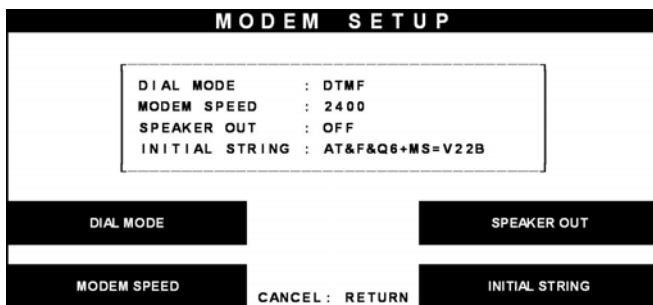 MODEM SETUP
DIAL MODE : DTMF
MODEM SPEED : 2400
SPEAKER OUT : OFF
INITIAL STRING : AT&F&Q6+MS=V22B
DIAL MODE
SPEAKER OUT
MODEM SPEED
CANCEL: RETURN
INITIAL STRING